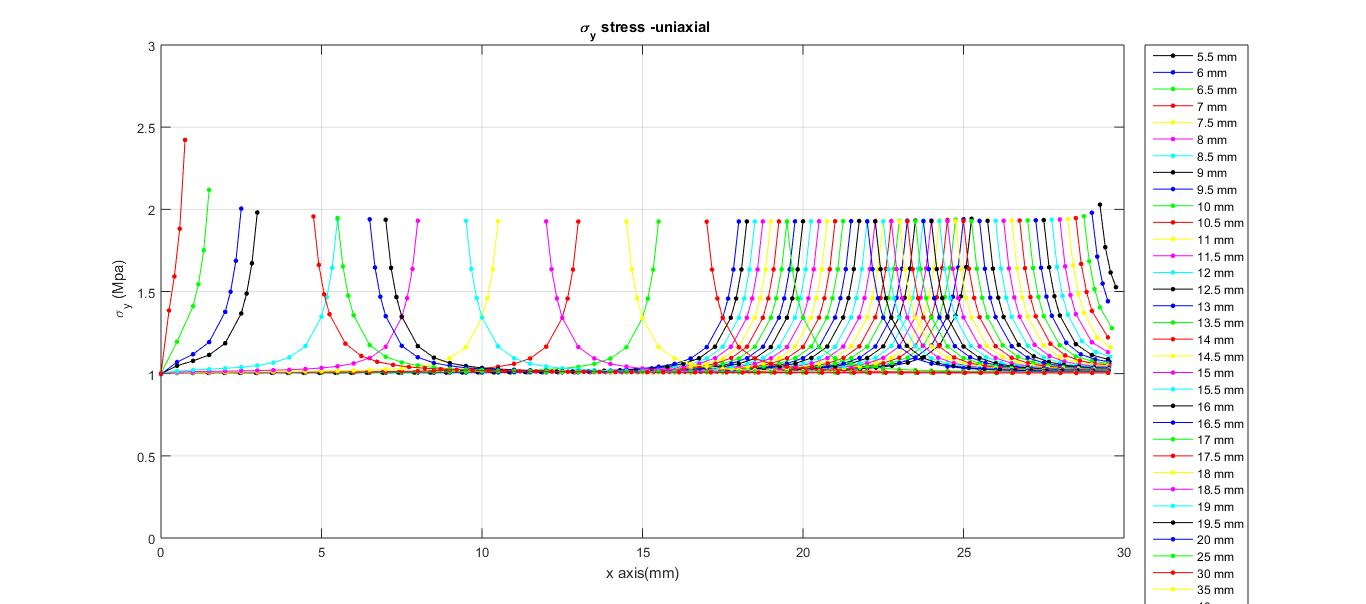 σy stress -uniaxial
σy (Mpa)
3
2.5
2
1.5
1
0.5
0
0 5 10 15 20 25 30
x axis(mm)
5.5 mm
6 mm
6.5 mm
7 mm
7.5 mm
8 mm
8.5 mm
9 mm
9.5 mm
10 mm
10.5 mm
11 mm
11.5 mm
12 mm
12.5 mm
13 mm
13.5 mm
14 mm
14.5 mm
15 mm
15.5 mm
16 mm
16.5 mm
17 mm
17.5 mm
18 mm
18.5 mm
19 mm
19.5 mm
20 mm
25 mm
30 mm
35 mm